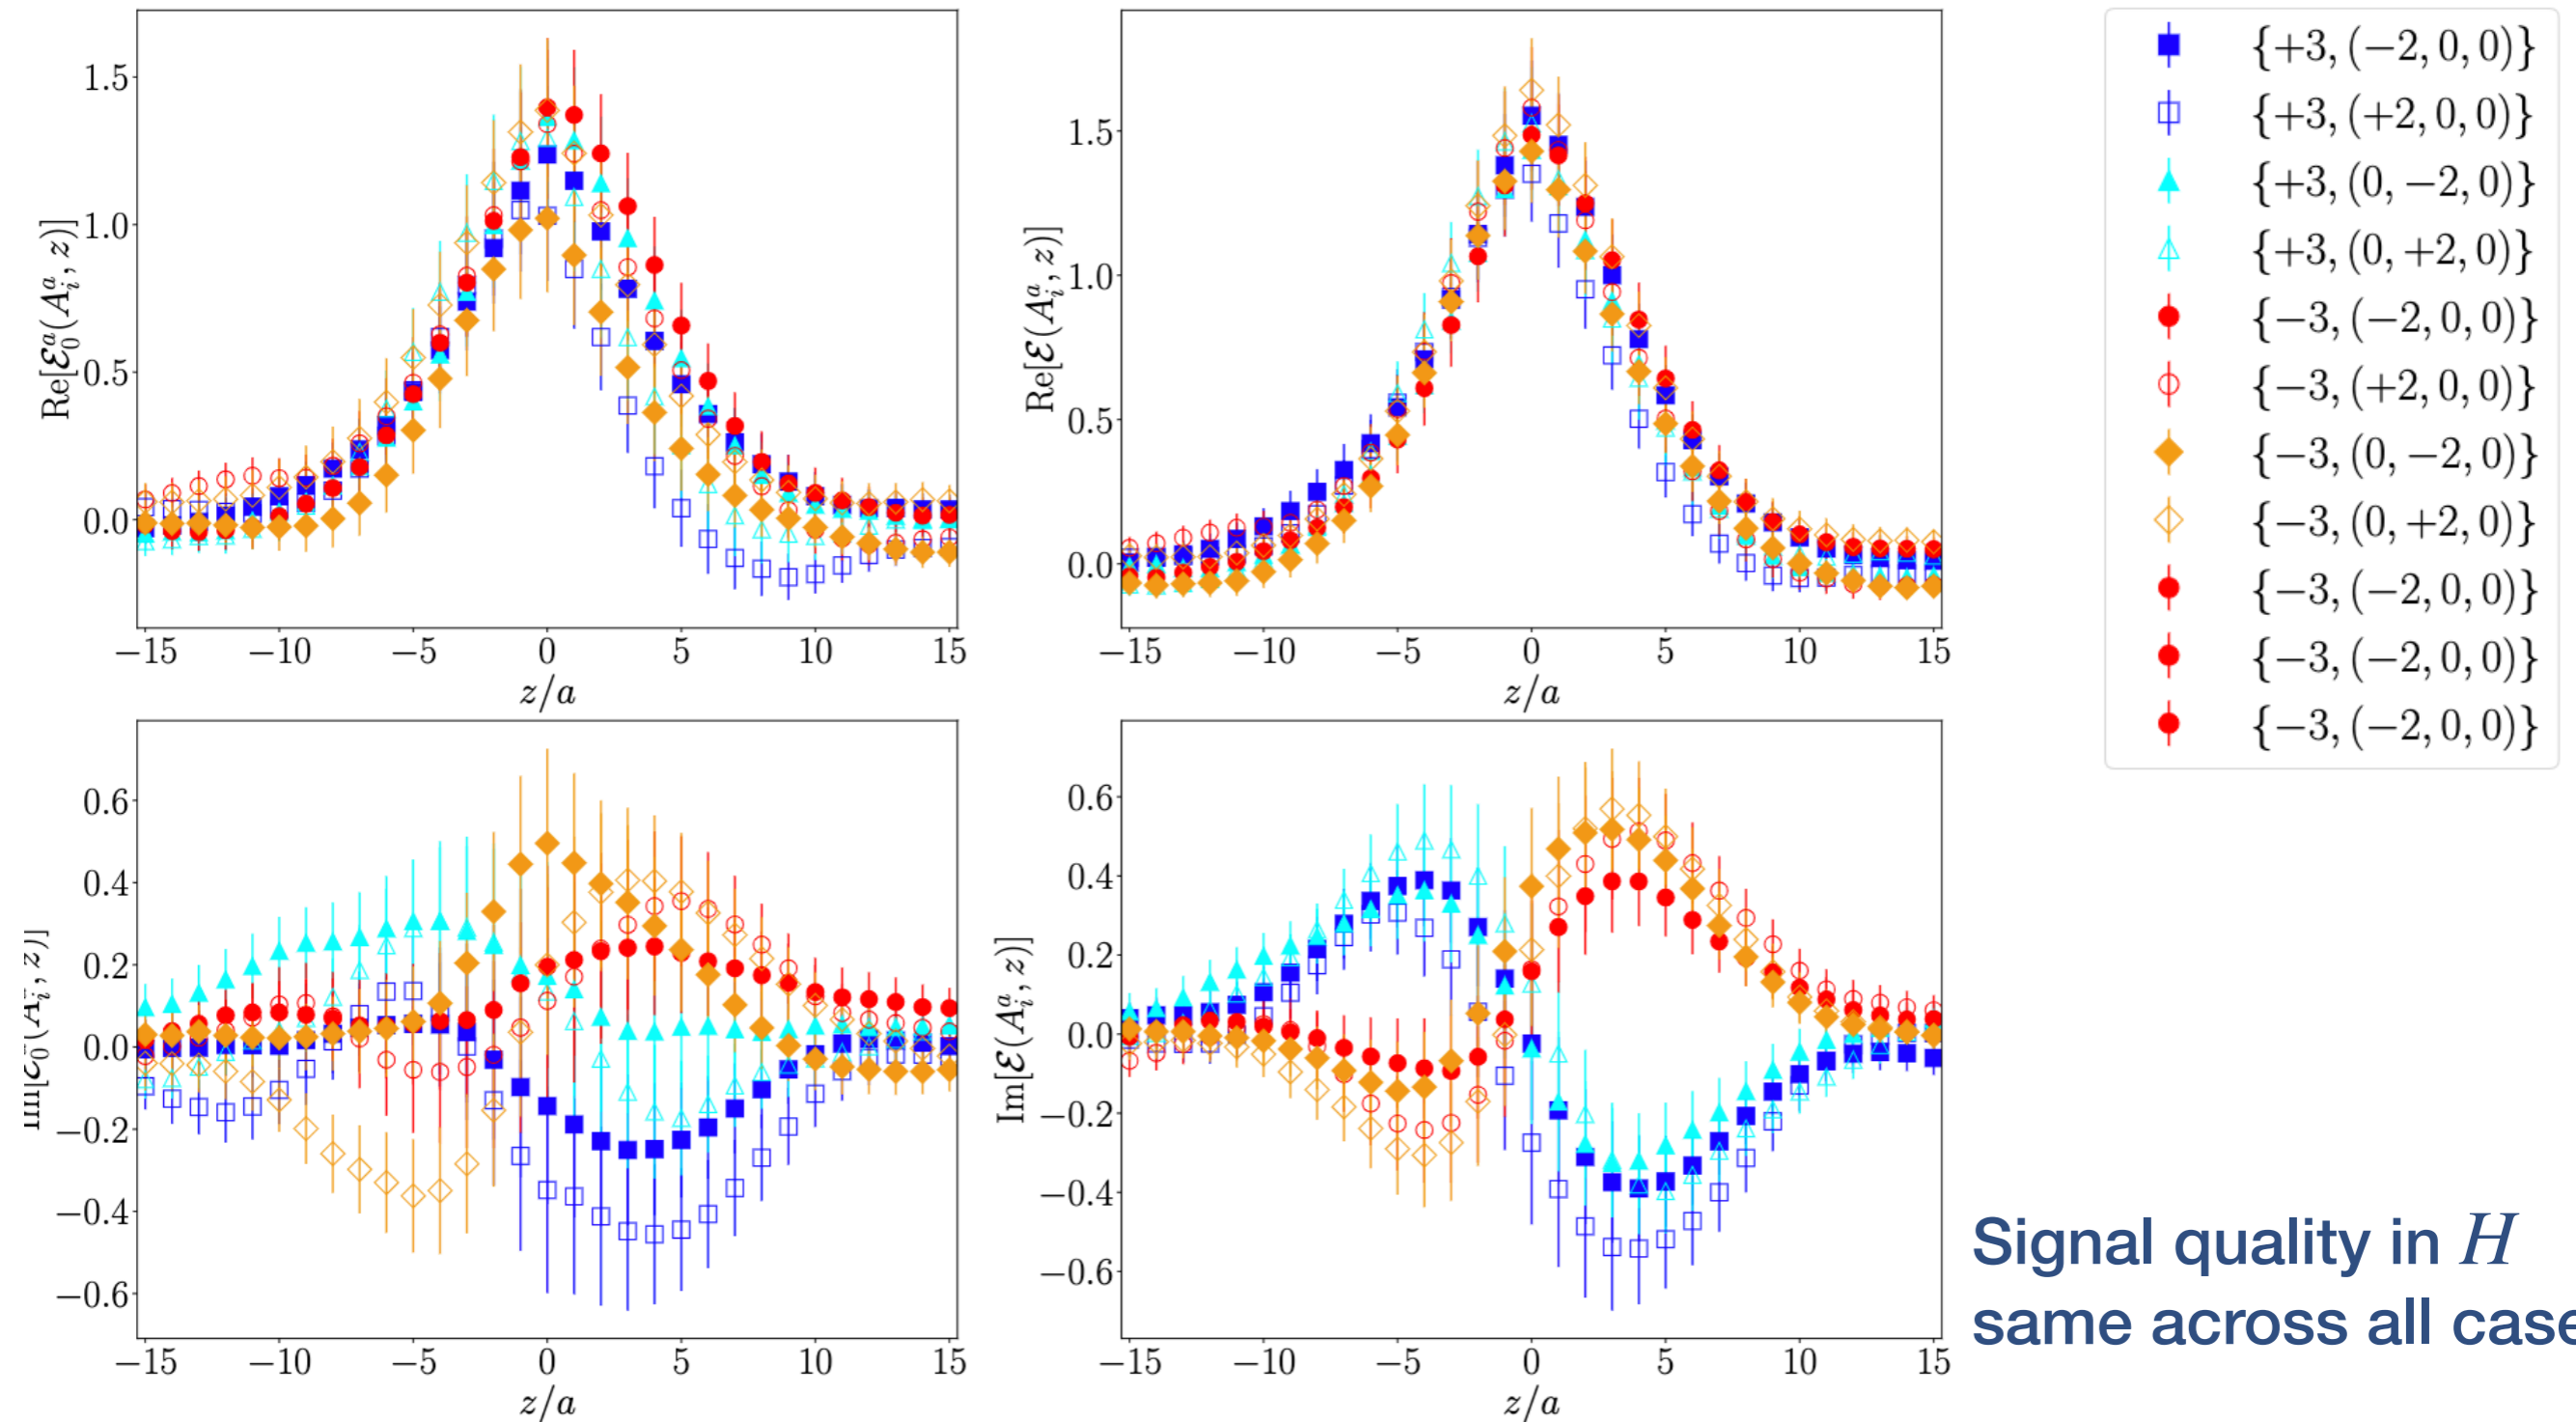 Re[ℰ₀ᵃ(Aᵢᵃ, z)]
1.5
1.0
0.5
0.0
−15 −10 −5 0 5 10 15
z/a
Re[ℰ(Aᵢᵃ, z)]
1.5
1.0
0.5
0.0
−15 −10 −5 0 5 10 15
z/a
{+3, (−2, 0, 0)}
{+3, (+2, 0, 0)}
{+3, (0, −2, 0)}
{+3, (0, +2, 0)}
{−3, (−2, 0, 0)}
{−3, (+2, 0, 0)}
{−3, (0, −2, 0)}
{−3, (0, +2, 0)}
{−3, (−2, 0, 0)}
{−3, (−2, 0, 0)}
{−3, (−2, 0, 0)}
0.6
0.4
0.2
0.0
−0.2
−0.4
−0.6
−15 −10 −5 0 5 10 15
z/a
Im[ℰ(Aᵢᵃ, z)]
0.6
0.4
0.2
0.0
−0.2
−0.4
−0.6
−15 −10 −5 0 5 10 15
z/a
Signal quality in H
same across all case